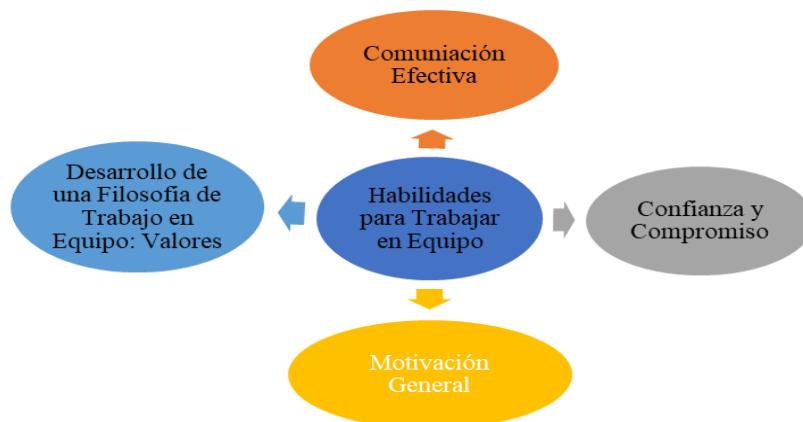 Comuniación
Efectiva
Desarrollo de
una Filosofía de
Trabajo en
Equipo: Valores
Habilidades
para Trabajar
en Equipo
Confianza y
Compromiso
Motivación
General